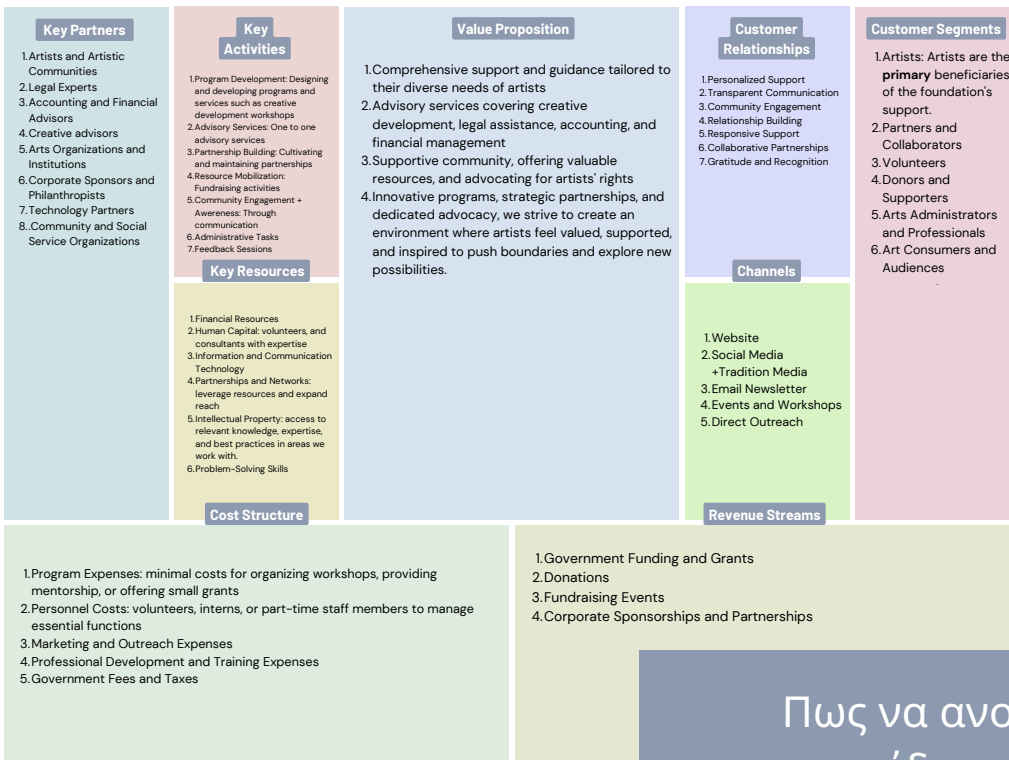 Key Partners
1.Artists and Artistic
Communities
2.Legal Experts
3.Accounting and Financial
Advisors
4.Creative advisors
5.Arts Organizations and
Institutions
6.Corporate Sponsors and
Philanthropists
7.Technology Partners
8..Community and Social
Service Organizations
Key
Activities
1.Program Development: Designing
and developing programs and
services such as creative
development workshops
2.Advisory Services: One to one
advisory services
3.Partnership Building: Cultivating
and maintaining partnerships
4.Resource Mobilization:
Fundraising activities
5.Community Engagement +
Awereness: Through
communication
6.Administrative Tasks
7.Feedback Sessions
Key Resources
1.Financial Resources
2.Human Capital: volunteers, and
consultants with expertise
3.Information and Communication
Technology
4.Partnerships and Networks:
leverage resources and expand
reach
5.Intellectual Property: access to
relevant knowledge, expertise,
and best practices in areas we
work with.
6.Problem-Solving Skills
Value Proposition
1.Comprehensive support and guidance tailored to
their diverse needs of artists
2.Advisory services covering creative
development, legal assistance, accounting, and
financial management
3.Supportive community, offering valuable
resources, and advocating for artists' rights
4.Innovative programs, strategic partnerships, and
dedicated advocacy, we strive to create an
environment where artists feel valued, supported,
and inspired to push boundaries and explore new
possibilities.
Customer
Relationships
1.Personalized Support
2.Transparent Communication
3.Community Engagement
4.Relationship Building
5.Responsive Support
6.Collaborative Partnerships
7.Gratitude and Recognition
Channels
1.Website
2.Social Media
+Tradition Media
3.Email Newsletter
4.Events and Workshops
5.Direct Outreach
Customer Segments
1.Artists: Artists are the
primary beneficiaries
of the foundation's
support.
2.Partners and
Collaborators
3.Volunteers
4.Donors and
Supporters
5.Arts Administrators
and Professionals
6.Art Consumers and
Audiences
Cost Structure
1.Program Expenses: minimal costs for organizing workshops, providing
mentorship, or offering small grants
2.Personnel Costs: volunteers, interns, or part-time staff members to manage
essential functions
3.Marketing and Outreach Expenses
4.Professional Development and Training Expenses
5.Government Fees and Taxes
Revenue Streams
1.Government Funding and Grants
2.Donations
3.Fundraising Events
4.Corporate Sponsorships and Partnerships
Πως να ανο